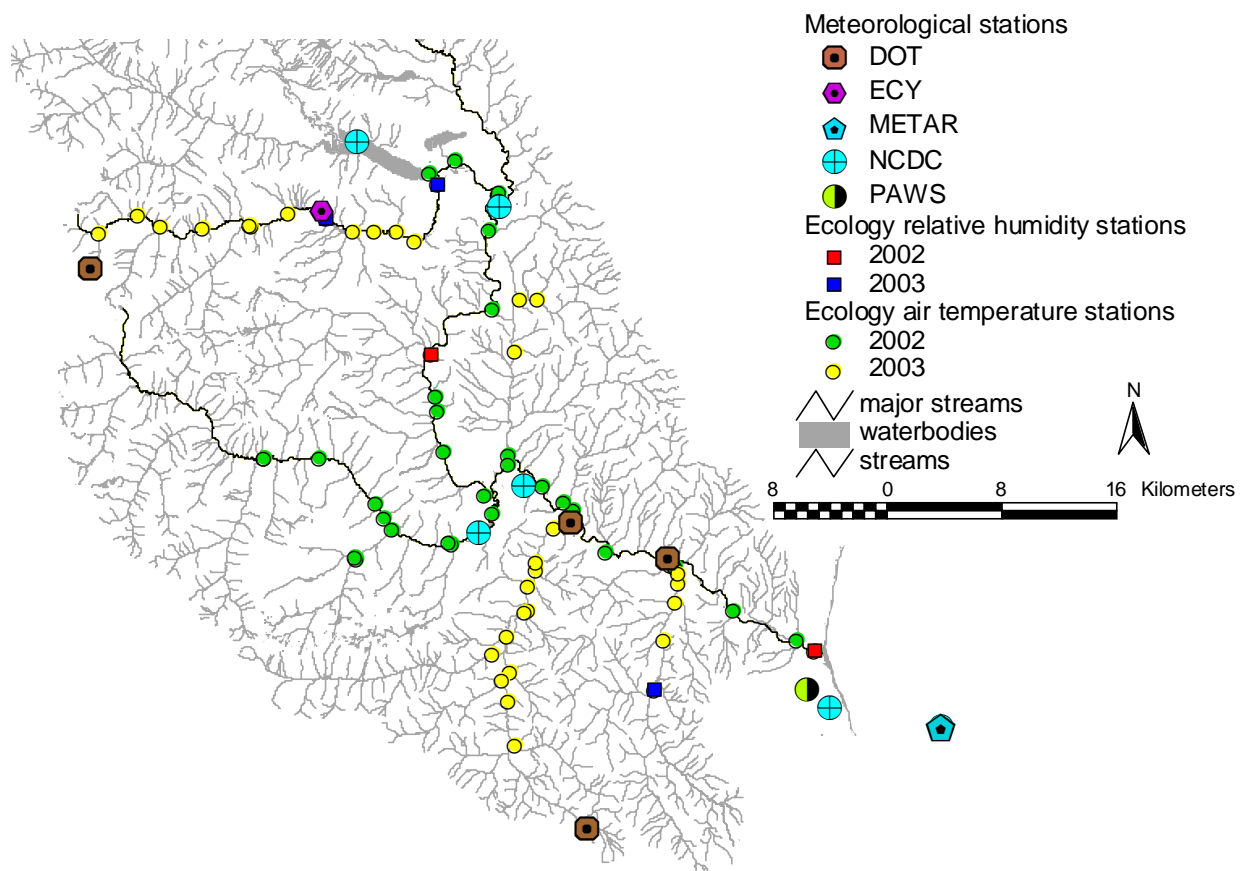 Meteorological stations
DOT
ECY
METAR
NCDC
PAWS
Ecology relative humidity stations
2002
2003
Ecology air temperature stations
2002
2003
major streams
waterbodies
streams
N
8 0 8 16 Kilometers